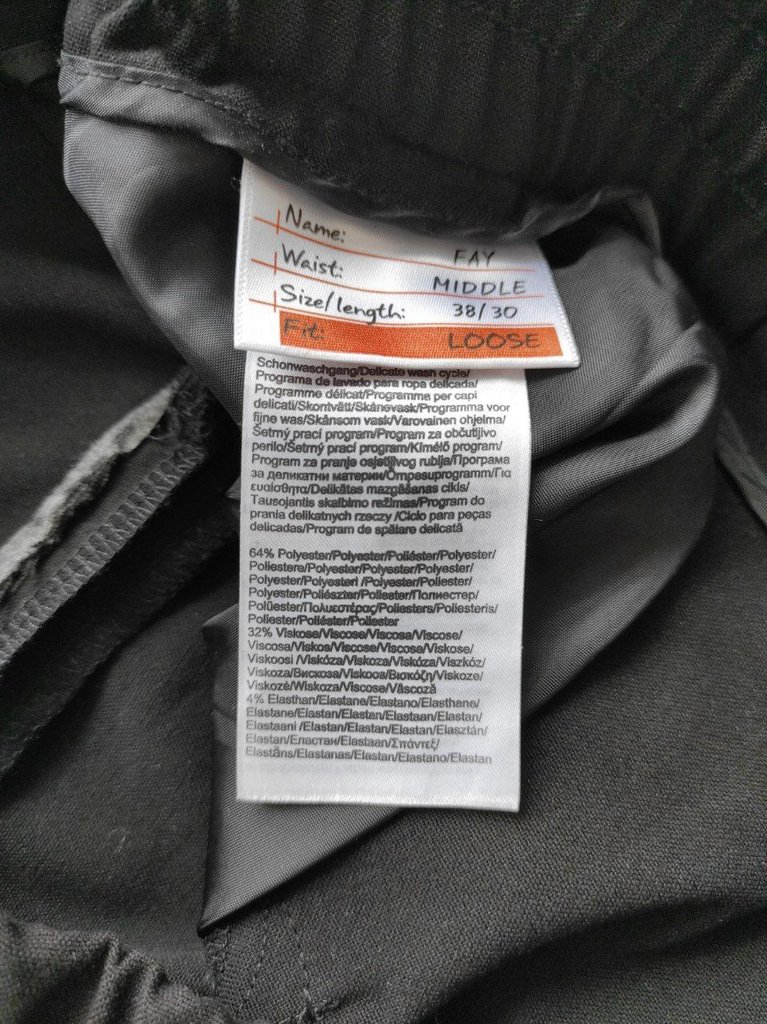 Name: FAY
Waist: MIDDLE
Size/length: 38/30
Fit: LOOSE
Schonwaschgang/Delicate wash cycle/
Programa de lavado para ropa delicada/
Programme délicat/Programma per capi
delicati/Skontvätt/Skånevask/Programma voor
fijne was/Skånsom vask/Varovainen ohjelma/
Šetrný prací program/Program za občutljivo
perilo/Šetrný prací program/Kímélő program/
Program za pranje osjetljivog rublja/Програма
за деликатни материи/Õrnpesuprogramm/Για
ευαίσθητα/Delikātas mazgāšanas cikls/
Tausojantis skalbimo režimas/Program do
prania delikatnych rzeczy /Ciclo para peças
delicadas/Program de spălare delicată
64% Polyester/Polyester/Poliéster/Polyester/
Poliestere/Polyester/Polyester/Polyester/
Polyester/Polyesteri /Polyester/Poliester/
Polyester/Poliészter/Poliester/Полиестер/
Polüester/Πολυεστέρας/Poliesters/Poliesteris/
Poliester/Poliéster/Poliester
32% Viskose/Viscose/Viscosa/Viscose/
Viscosa/Viskos/Viscose/Viscose/Viskose/
Viskoosi /Viskóza/Viskoza/Viskóza/Viszkóz/
Viskoza/Вискоза/Viskoos/Βισκόζη/Viskoze/
Viskozė/Wiskoza/Viscose/Vâscoză
4% Elasthan/Elastane/Elastano/Elasthane/
Elastane/Elastan/Elastan/Elastaan/Elastan/
Elastaani /Elastan/Elastan/Elastan/Elasztán/
Elastan/Еластан/Elastaan/Σπάντεξ/
Elastāns/Elastanas/Elastan/Elastano/Elastan